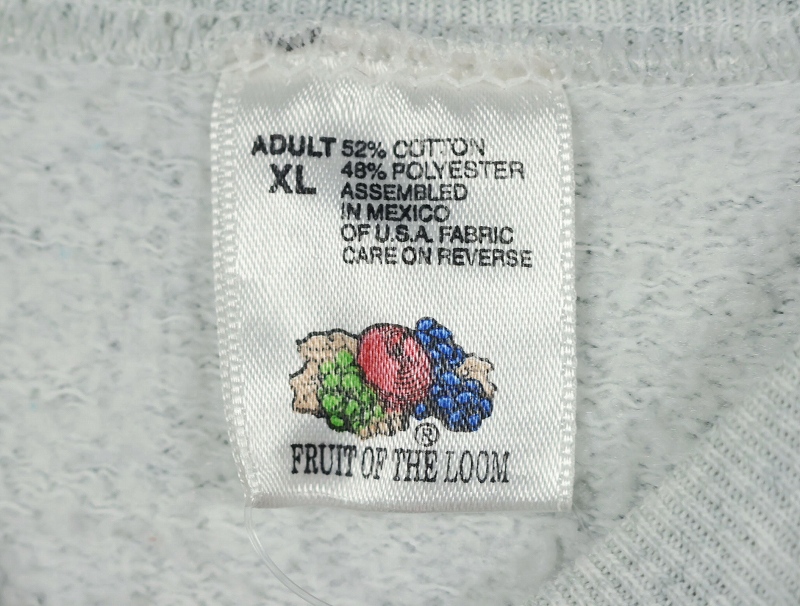 ADULT 52% COTTON
XL 48% POLYESTER
ASSEMBLED
IN MEXICO
OF U.S.A. FABRIC
CARE ON REVERSE
®
FRUIT OF THE LOOM